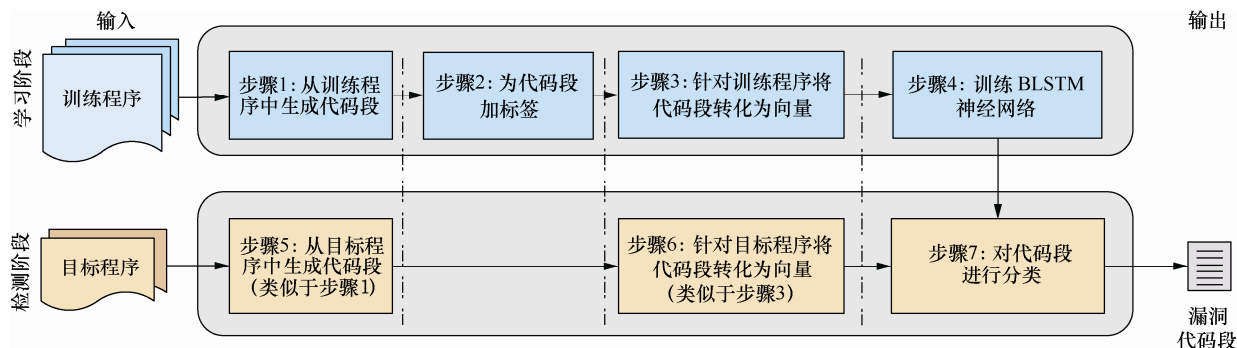 输入
输出
学习阶段
训练程序
步骤1：从训练程
序中生成代码段
步骤2：为代码段
加标签
步骤3：针对训练程序将
代码段转化为向量
步骤4：训练 BLSTM
神经网络
检测阶段
目标程序
步骤5：从目标程
序中生成代码段
(类似于步骤1)
步骤6：针对目标程序将
代码段转化为向量
(类似于步骤3)
步骤7：对代码段
进行分类
漏洞
代码段